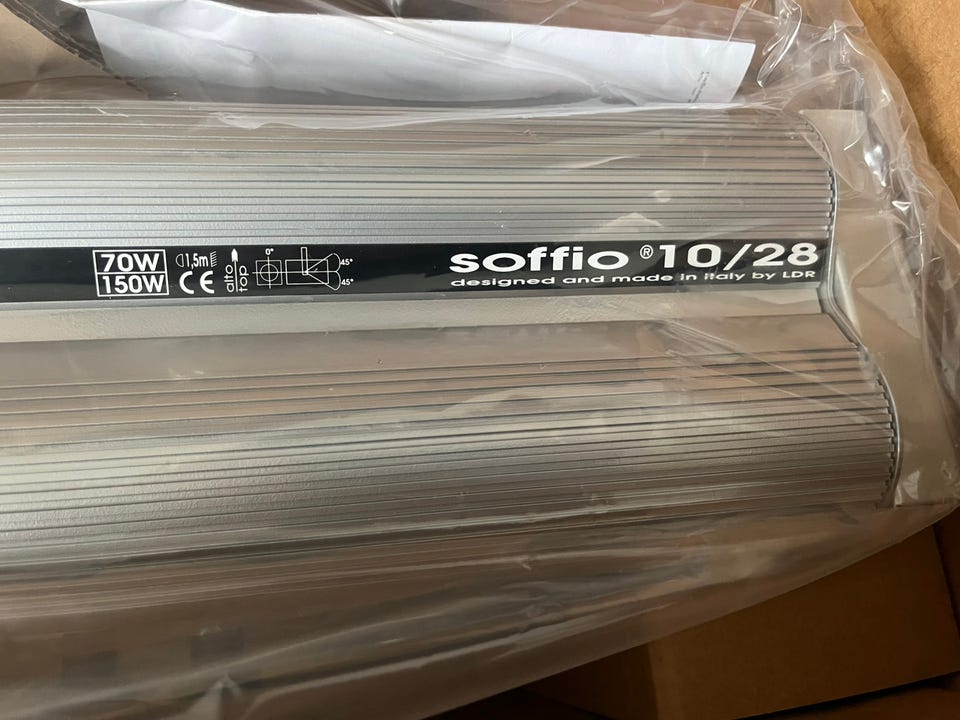 70W
150W
1,5m
CE
alto
top
0°
45°
45°
soffio ® 10/28
designed and made in italy by LDR